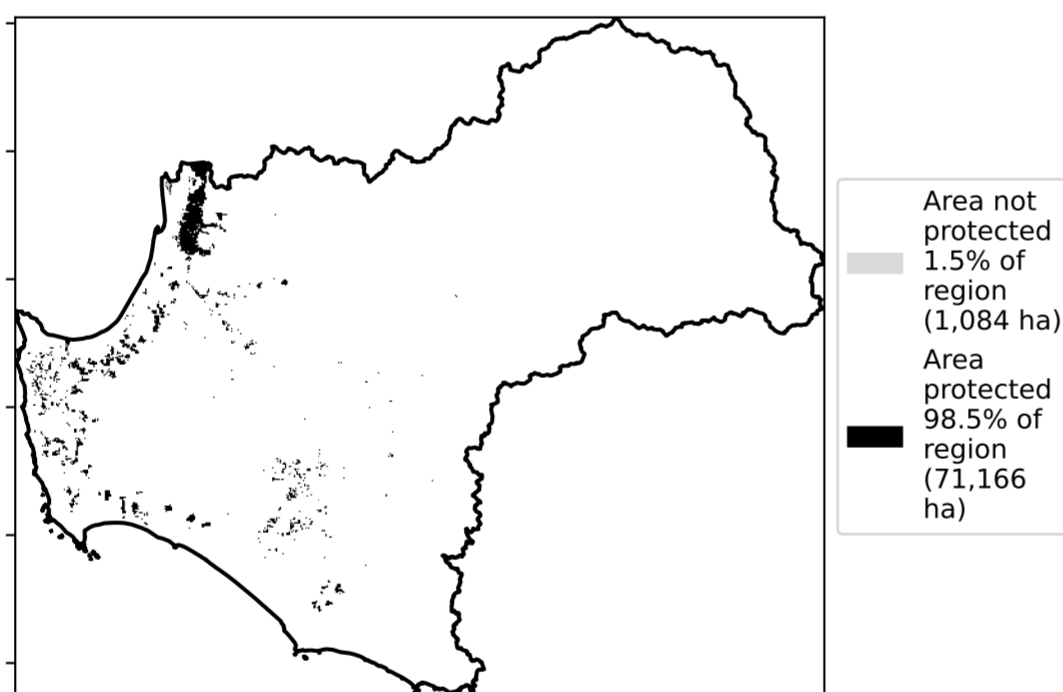 Area not
protected
1.5% of
region
(1,084 ha)
Area
protected
98.5% of
region
(71,166
ha)